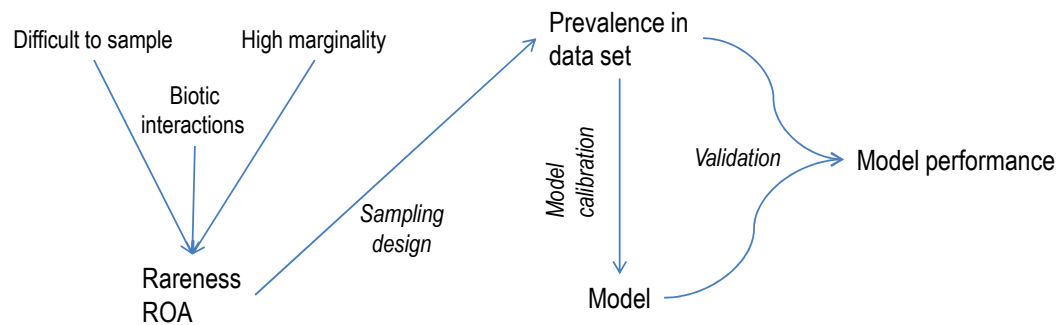 Difficult to sample
High marginality
Biotic
interactions
Rareness
ROA
Sampling
design
Prevalence in
data set
Model
calibration
Model
Validation
Model performance